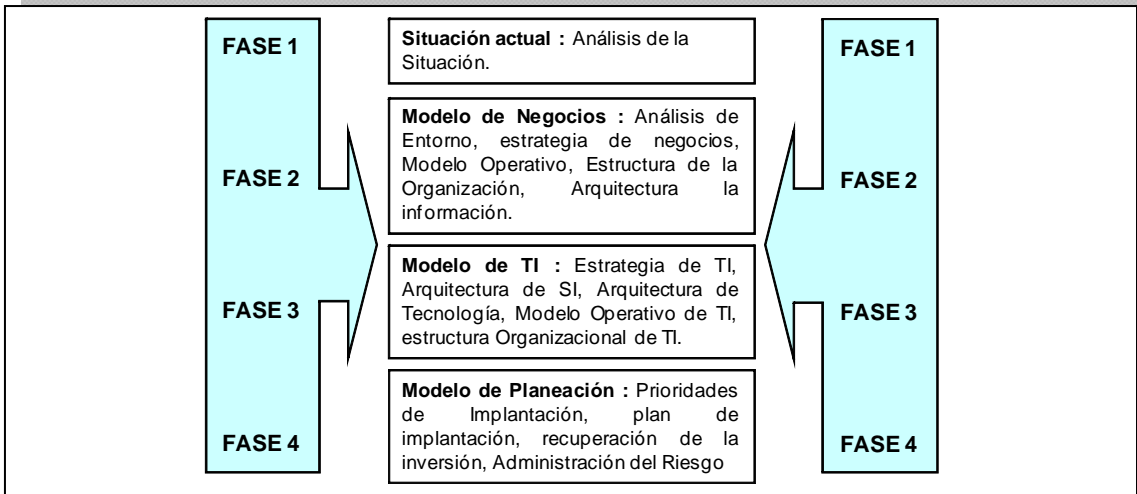 FASE 1
Situación actual : Análisis de la
Situación.
FASE 1
FASE 2
Modelo de Negocios : Análisis de
Entorno, estrategia de negocios,
Modelo Operativo, Estructura de la
Organización, Arquitectura la
información.
FASE 2
FASE 3
Modelo de TI : Estrategia de TI,
Arquitectura de SI, Arquitectura de
Tecnología, Modelo Operativo de TI,
estructura Organizacional de TI.
FASE 3
FASE 4
Modelo de Planeación : Prioridades
de Implantación, plan de
implantación, recuperación de la
inversión, Administración del Riesgo
FASE 4